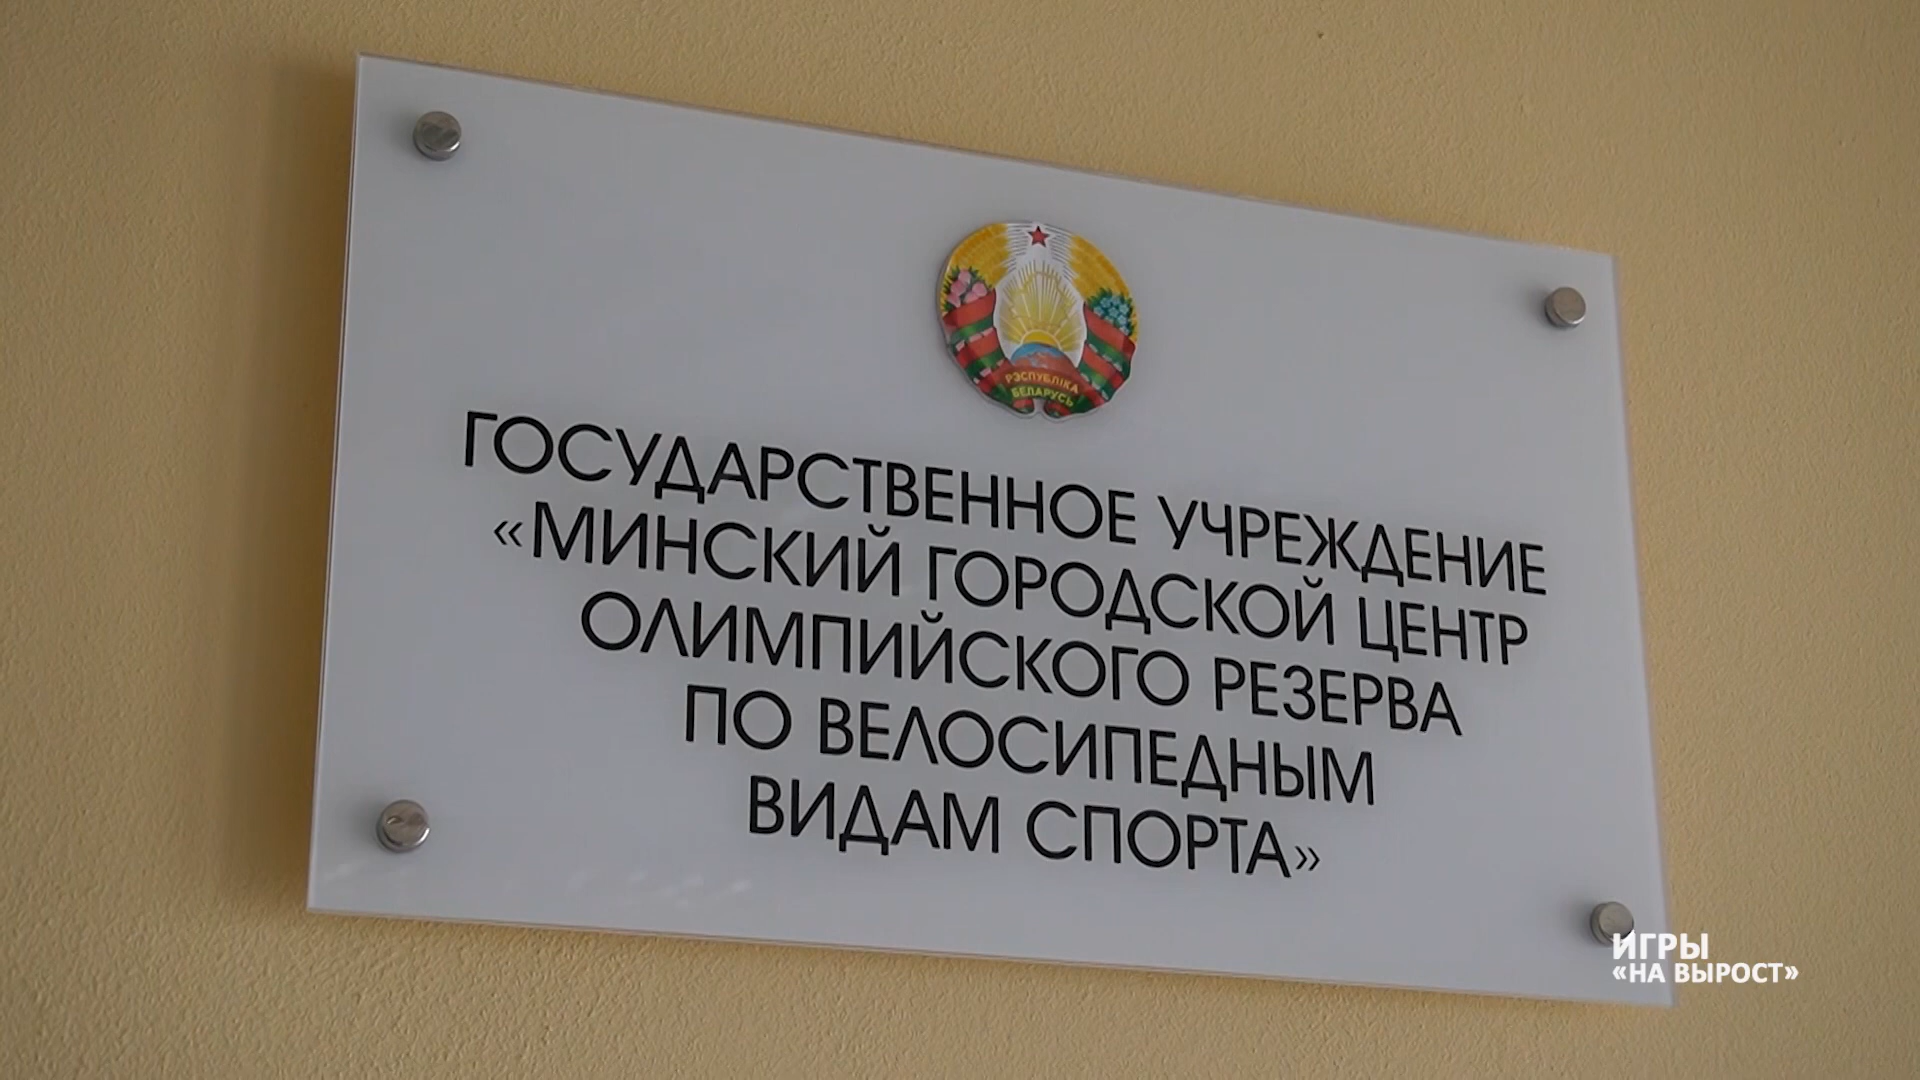 РЭСПУБЛІКА
БЕЛАРУСЬ
ГОСУДАРСТВЕННОЕ УЧРЕЖДЕНИЕ
«МИНСКИЙ ГОРОДСКОЙ ЦЕНТР
ОЛИМПИЙСКОГО РЕЗЕРВА
ПО ВЕЛОСИПЕДНЫМ
ВИДАМ СПОРТА»
ИГРЫ
«НА ВЫРОСТ»